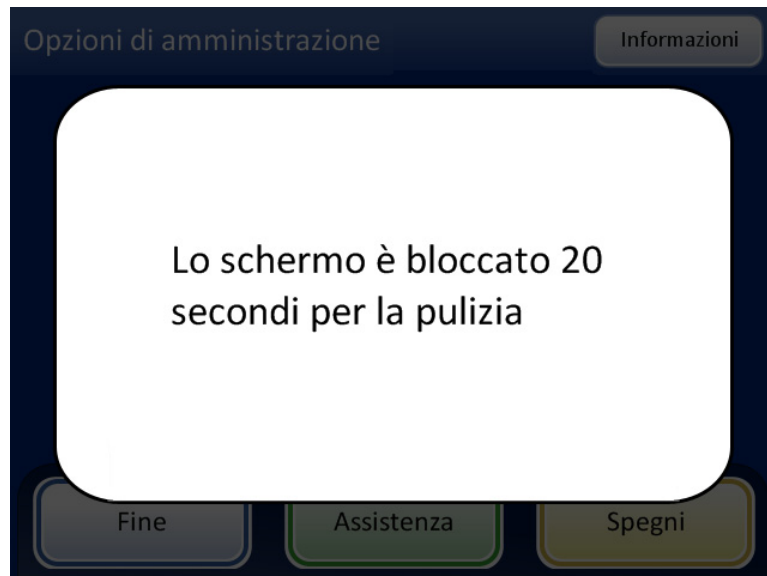 Opzioni di amministrazione
Informazioni
Lo schermo è bloccato 20
secondi per la pulizia
Fine
Assistenza
Spegni